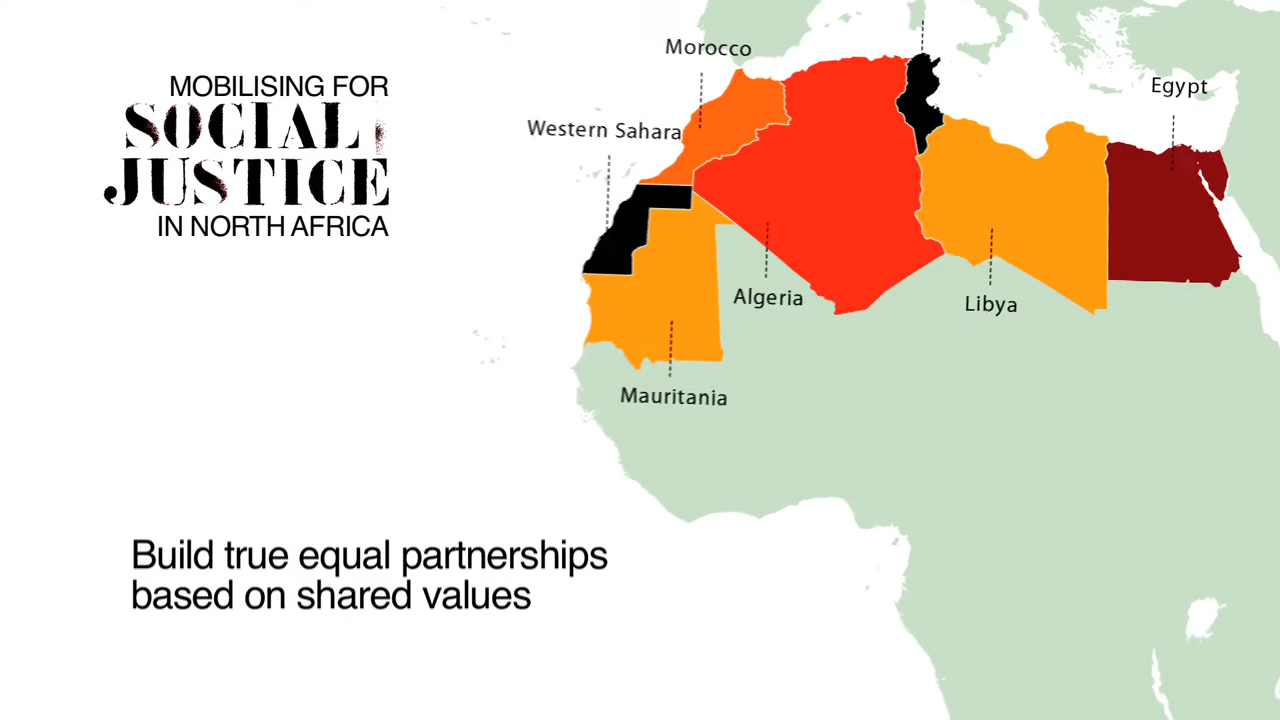 MOBILISING FOR
SOCIAL
JUSTICE
IN NORTH AFRICA
Morocco
Egypt
Western Sahara
Algeria
Libya
Mauritania
Build true equal partnerships
based on shared values